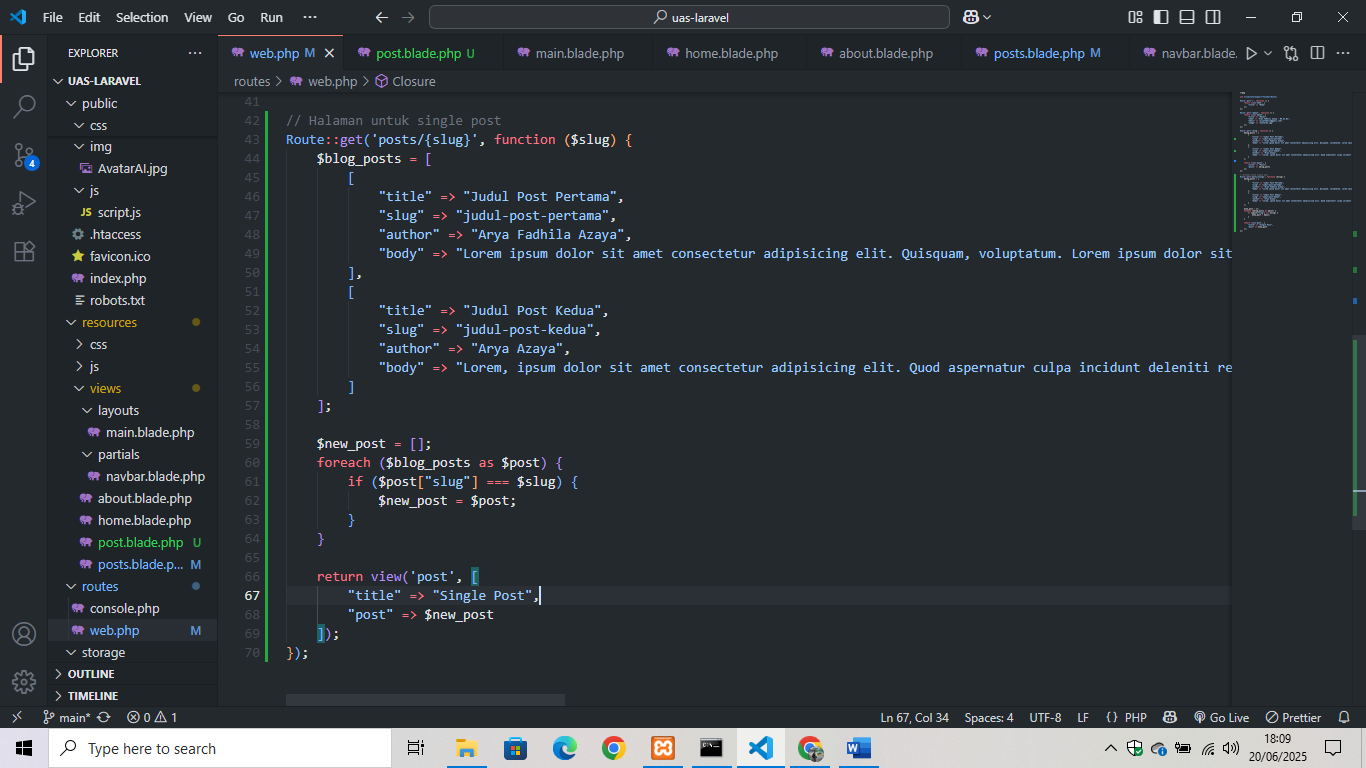 File Edit Selection View Go Run ··· uas-laravel
EXPLORER ···
UAS-LARAVEL
public
css
img
AvatarAI.jpg
js
JS script.js
.htaccess
favicon.ico
index.php
robots.txt
resources
css
js
views
layouts
main.blade.php
partials
navbar.blade.php
about.blade.php
home.blade.php
post.blade.php U
posts.blade.p... M
routes
console.php
web.php M
storage
OUTLINE
TIMELINE
web.php M post.blade.php U main.blade.php home.blade.php about.blade.php posts.blade.php M navbar.blade. ···
routes > web.php > Closure
41
42 // Halaman untuk single post
43 Route::get('posts/{slug}', function ($slug) {
44 $blog_posts = [
45 [
46 "title" => "Judul Post Pertama",
47 "slug" => "judul-post-pertama",
48 "author" => "Arya Fadhila Azaya",
49 "body" => "Lorem ipsum dolor sit amet consectetur adipisicing elit. Quisquam, voluptatum. Lorem ipsum dolor sit
50 ],
51 [
52 "title" => "Judul Post Kedua",
53 "slug" => "judul-post-kedua",
54 "author" => "Arya Azaya",
55 "body" => "Lorem, ipsum dolor sit amet consectetur adipisicing elit. Quod aspernatur culpa incidunt deleniti re
56 ]
57 ];
58
59 $new_post = [];
60 foreach ($blog_posts as $post) {
61 if ($post["slug"] === $slug) {
62 $new_post = $post;
63 }
64 }
65
66 return view('post', [
67 "title" => "Single Post",
68 "post" => $new_post
69 ]);
70 });
main* 0 1 Ln 67, Col 34 Spaces: 4 UTF-8 LF {} PHP Go Live Prettier
4
Type here to search
18:09
20/06/2025